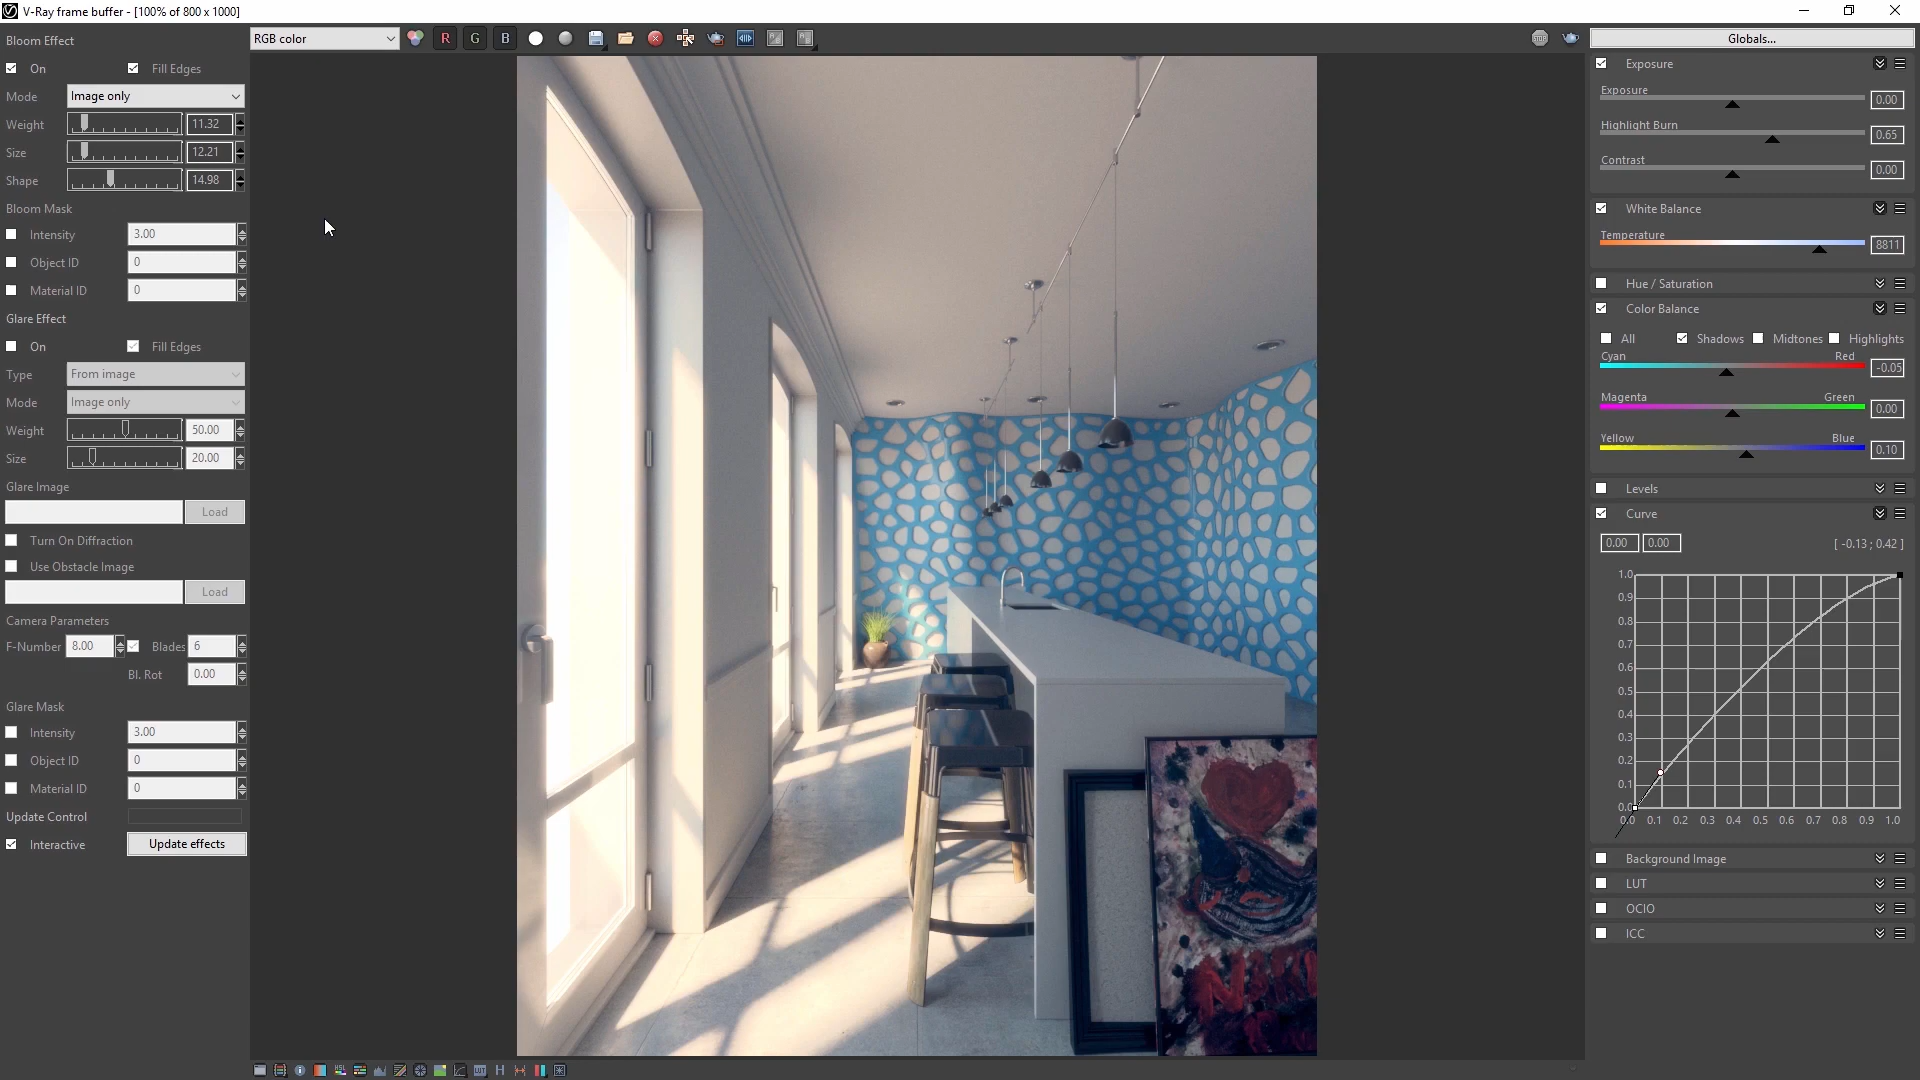 V-Ray frame buffer - [100% of 800 x 1000]
Bloom Effect
On
Fill Edges
Mode
Image only
Weight
11.32
Size
12.21
Shape
14.98
Bloom Mask
Intensity
3.00
Object ID
0
Material ID
0
Glare Effect
On
Fill Edges
Type
From image
Mode
Image only
Weight
50.00
Size
20.00
Glare Image
Load
Turn On Diffraction
Use Obstacle Image
Load
Camera Parameters
F-Number
8.00
Blades
6
Bl. Rot
0.00
Glare Mask
Intensity
3.00
Object ID
0
Material ID
0
Update Control
Interactive
Update effects
RGB color
R
G
B
HSL
LUT
H
Globals...
Exposure
Exposure
0.00
Highlight Burn
0.65
Contrast
0.00
White Balance
Temperature
8811
Hue / Saturation
Color Balance
All
Shadows
Midtones
Highlights
Cyan
Red
-0.05
Magenta
Green
0.00
Yellow
Blue
0.10
Levels
Curve
0.00
0.00
[ -0.13 ; 0.42 ]
1.0
0.9
0.8
0.7
0.6
0.5
0.4
0.3
0.2
0.1
0.0
0.0 0.1 0.2 0.3 0.4 0.5 0.6 0.7 0.8 0.9 1.0
Background Image
LUT
OCIO
ICC